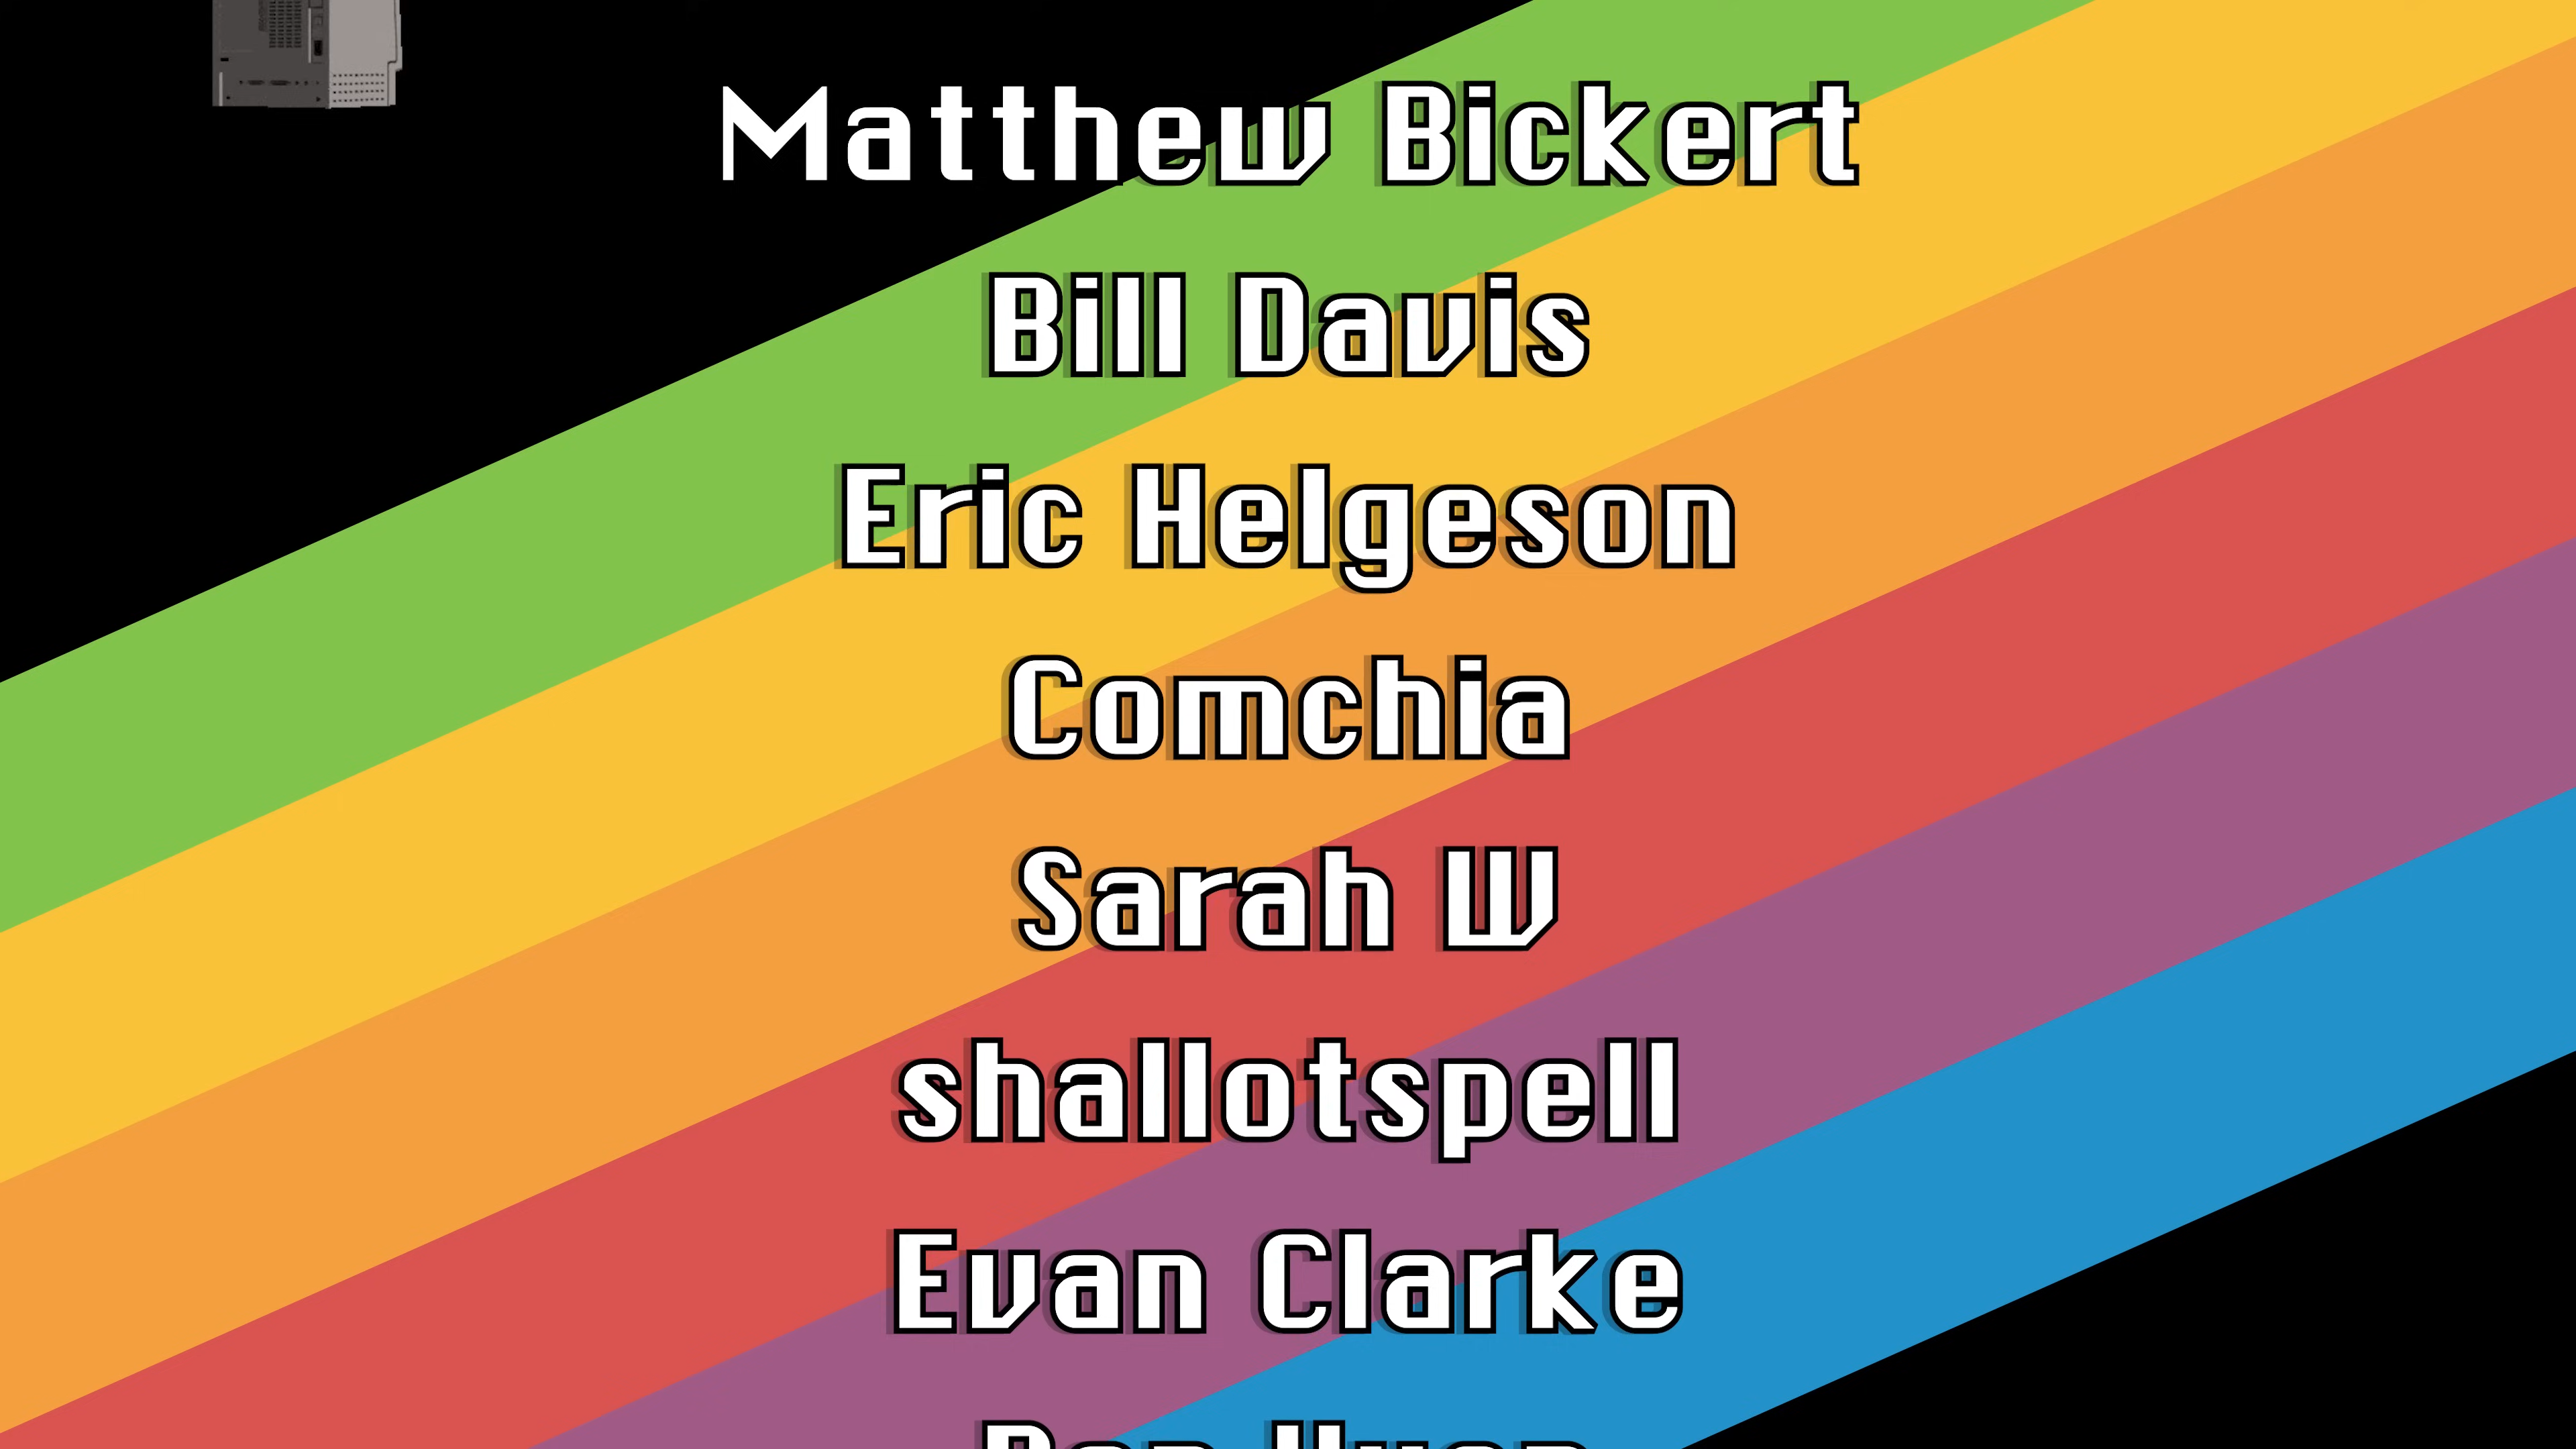 Matthew Bickert
Bill Davis
Eric Helgeson
Comchia
Sarah W
shallotspell
Evan Clarke